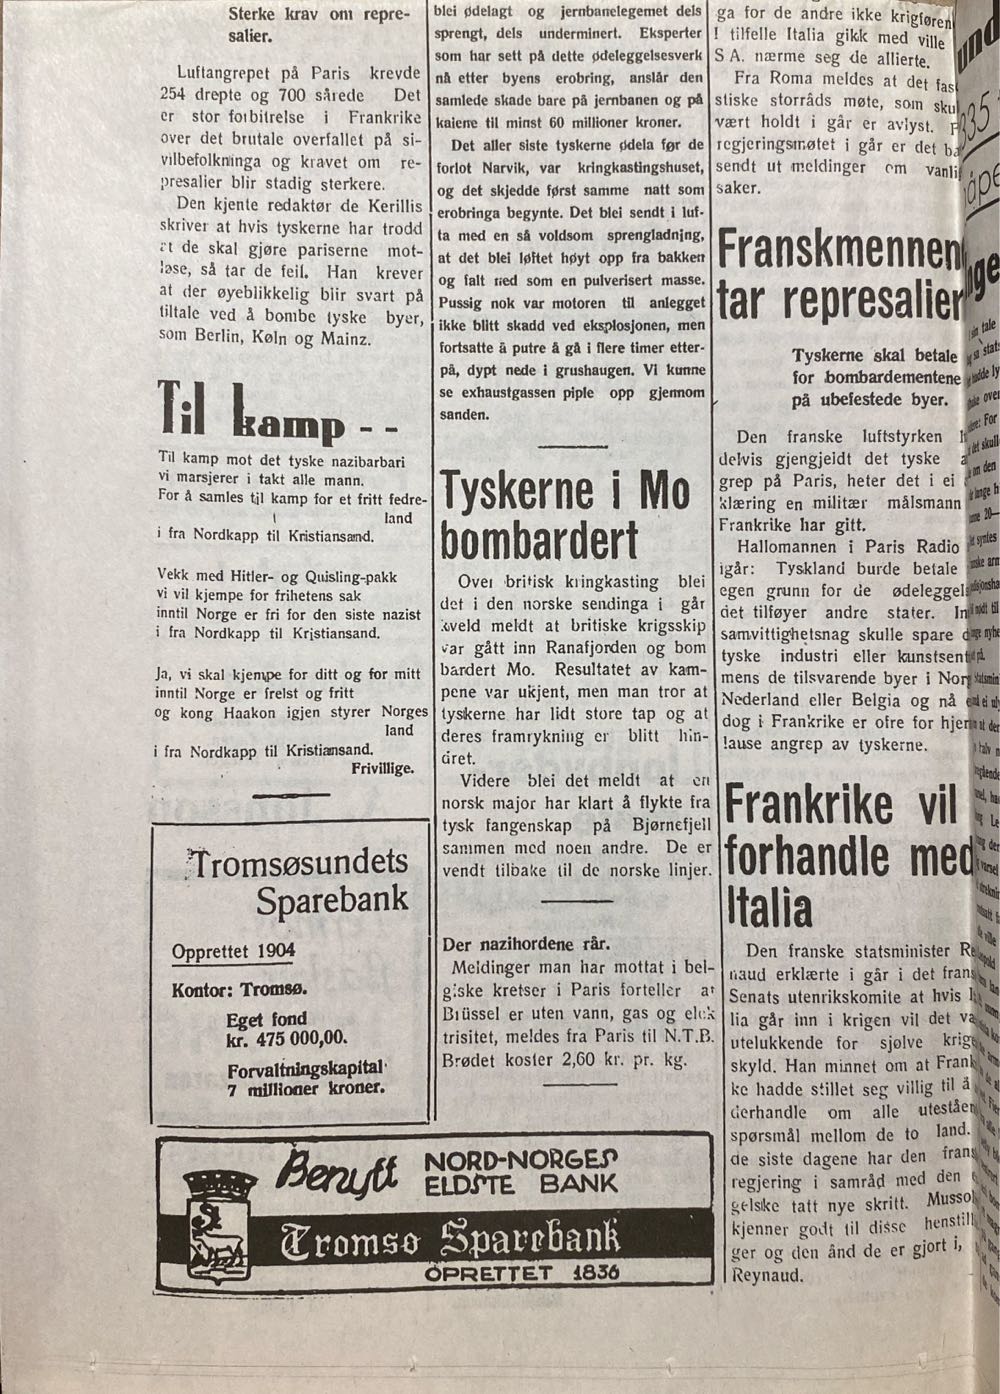 Sterke krav om repre-
salier.
Luftangrepet på Paris krevde
254 drepte og 700 sårede Det
er stor forbitrelse i Frankrike
over det brutale overfallet på si-
vilbefolkninga og kravet om re-
presalier blir stadig sterkere.
Den kjente redaktør de Kerillis
skriver at hvis tyskerne har trodd
at de skal gjøre pariserne mot-
løse, så tar de feil. Han krever
at der øyeblikkelig blir svart på
tiltale ved å bombe tyske byer,
som Berlin, Køln og Mainz.
Til kamp - -
Til kamp mot det tyske nazibarbari
vi marsjerer i takt alle mann.
For å samles til kamp for et fritt fedre-
land
i fra Nordkapp til Kristiansand.
Vekk med Hitler- og Quisling-pakk
vi vil kjempe for frihetens sak
inntil Norge er fri for den siste nazist
i fra Nordkapp til Kristiansand.
Ja, vi skal kjempe for ditt og for mitt
inntil Norge er frelst og fritt
og kong Haakon igjen styrer Norges
land
i fra Nordkapp til Kristiansand.
Frivillige.
Tromsøsundets
Sparebank
Opprettet 1904
Kontor: Tromsø.
Eget fond
kr. 475 000,00.
Forvaltningskapital
7 millioner kroner.
Benytt NORD-NORGES
ELDSTE BANK
Tromsø Sparebank
OPRETTET 1836
blei ødelagt og jernbanelegemet dels
sprengt, dels underminert. Eksperter
som har sett på dette ødeleggelsesverk
nå etter byens erobring, anslår den
samlede skade bare på jernbanen og på
kaiene til minst 60 millioner kroner.
Det aller siste tyskerne ødela før de
forlot Narvik, var kringkastingshuset,
og det skjedde først samme natt som
erobringa begynte. Det blei sendt i luf-
ta med en så voldsom sprengladning,
at det blei løftet høyt opp fra bakken
og falt ned som en pulverisert masse.
Pussig nok var motoren til anlegget
ikke blitt skadd ved eksplosjonen, men
fortsatte å putre å gå i flere timer etter-
på, dypt nede i grushaugen. Vi kunne
se exhaustgassen piple opp gjennom
sanden.
Tyskerne i Mo
bombardert
Over britisk kringkasting blei
det i den norske sendinga i går
kveld meldt at britiske krigsskip
var gått inn Ranafjorden og bom
bardert Mo. Resultatet av kam-
pene var ukjent, men man tror at
tyskerne har lidt store tap og at
deres framrykning er blitt hin-
dret.
Videre blei det meldt at en
norsk major har klart å flykte fra
tysk fangenskap på Bjørnefjell
sammen med noen andre. De er
vendt tilbake til de norske linjer.
Der nazihordene rår.
Meldinger man har mottat i bel-
giske kretser i Paris forteller at
Brüssel er uten vann, gas og elek
trisitet, meldes fra Paris til N.T.B.
Brødet koster 2,60 kr. pr. kg.
ga for de andre ikke krigføren
I tilfelle Italia gikk med ville
S A. nærme seg de allierte.
Fra Roma meldes at det fas
stiske storråds møte, som sku
vært holdt i går er avlyst.
regjeringsmøtet i går er det
sendt ut meldinger om vanli
saker.
Franskmennen
tar represalier
Tyskerne skal betale
for bombardementene
på ubefestede byer.
Den franske luftstyrken
delvis gjengjeldt det tyske
grep på Paris, heter det i ei
klæring en militær målsmann
Frankrike har gitt.
Hallomannen i Paris Radio
igår: Tyskland burde betale
egen grunn for de ødeleggels
det tilføyer andre stater. In
samvittighetsnag skulle spare
tyske industri eller kunstsent
mens de tilsvarende byer i Nor
Nederland eller Belgia og nå
dog i Frankrike er ofre for hjer
lause angrep av tyskerne.
Frankrike vil
forhandle med
Italia
Den franske statsminister Re
naud erklærte i går i det frans
Senats utenrikskomite at hvis I
lia går inn i krigen vil det væ
utelukkende for sjølve krige
skyld. Han minnet om at Frank
ke hadde stillet seg villig til å
derhandle om alle uteståen
spørsmål mellom de to land.
de siste dagene har den frans
regjering i samråd med den
gelske tatt nye skritt. Musso
kjenner godt til disse henstill
ger og den ånd de er gjort i,
Reynaud.